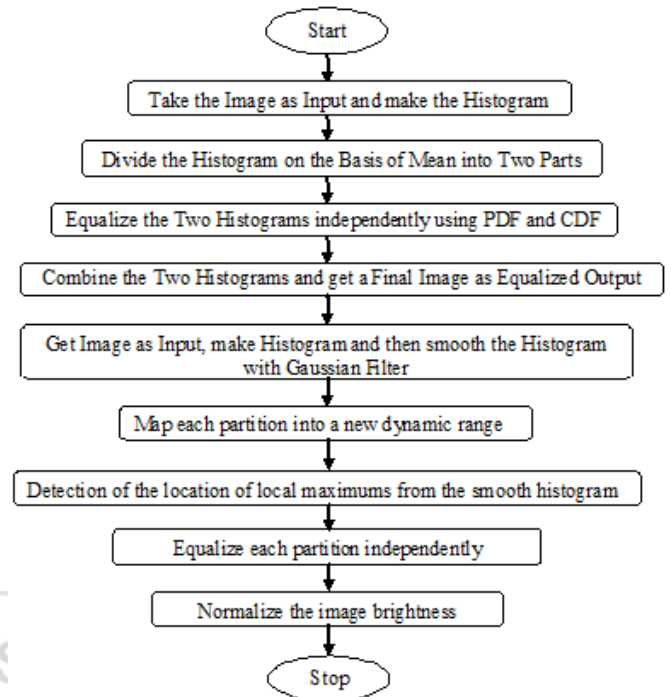 Start
Take the Image as Input and make the Histogram
Divide the Histogram on the Basis of Mean into Two Parts
Equalize the Two Histograms independently using PDF and CDF
Combine the Two Histograms and get a Final Image as Equalized Output
Get Image as Input, make Histogram and then smooth the Histogram
with Gaussian Filter
Map each partition into a new dynamic range
Detection of the location of local maximums from the smooth histogram
Equalize each partition independently
Normalize the image brightness
Stop